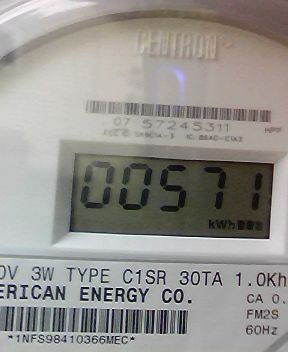 CENTRON
07 57245311
HPP
00571
kWh
0V 3W TYPE C1SR 30TA 1.0Kh
ERICAN ENERGY CO.
CA 0.
FM2S
60Hz
*1NFS98410366MEC*